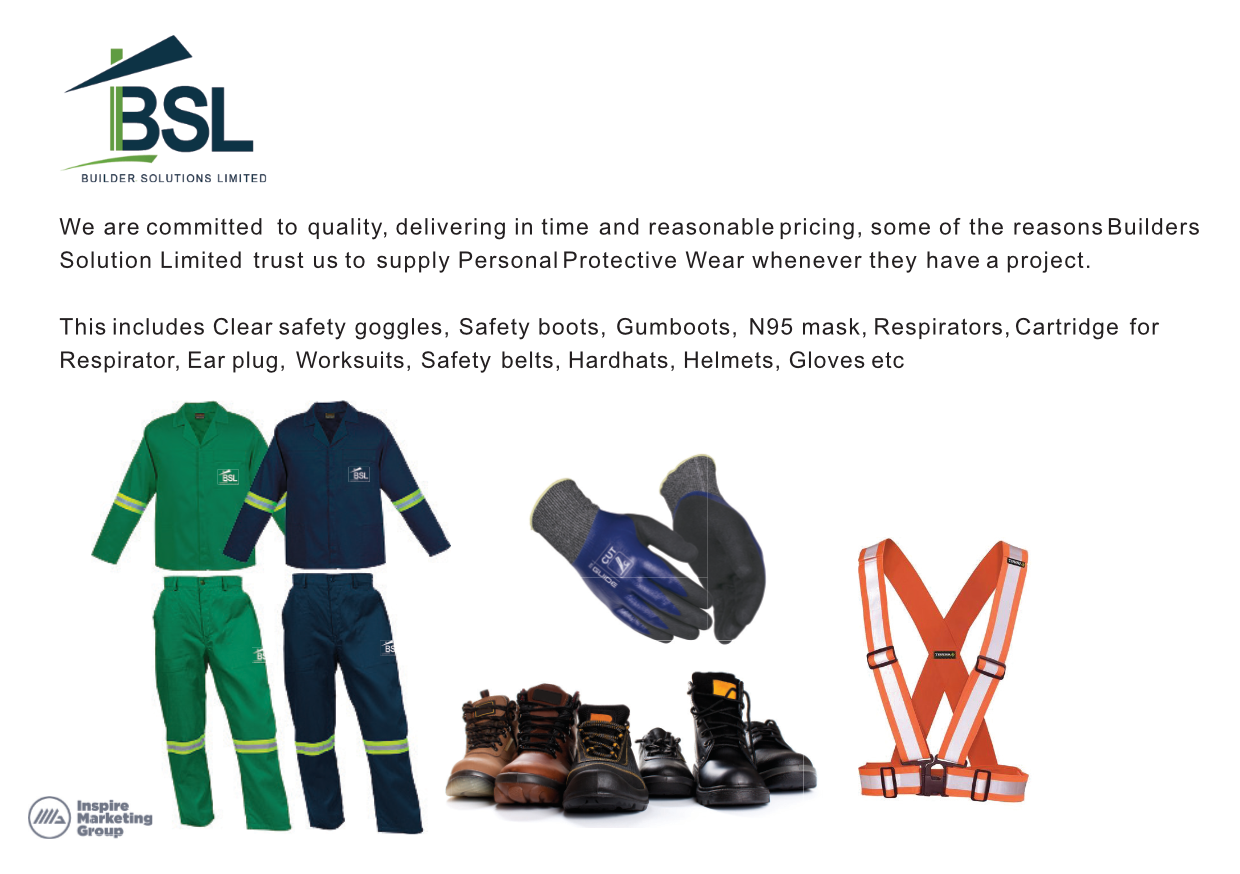 BSL
BUILDER SOLUTIONS LIMITED
We are committed to quality, delivering in time and reasonable pricing, some of the reasons Builders
Solution Limited trust us to supply Personal Protective Wear whenever they have a project.
This includes Clear safety goggles, Safety boots, Gumboots, N95 mask, Respirators, Cartridge for
Respirator, Ear plug, Worksuits, Safety belts, Hardhats, Helmets, Gloves etc
BSL
BSL
CUT
GUIDE
BS
BS
Inspire
Marketing
Group